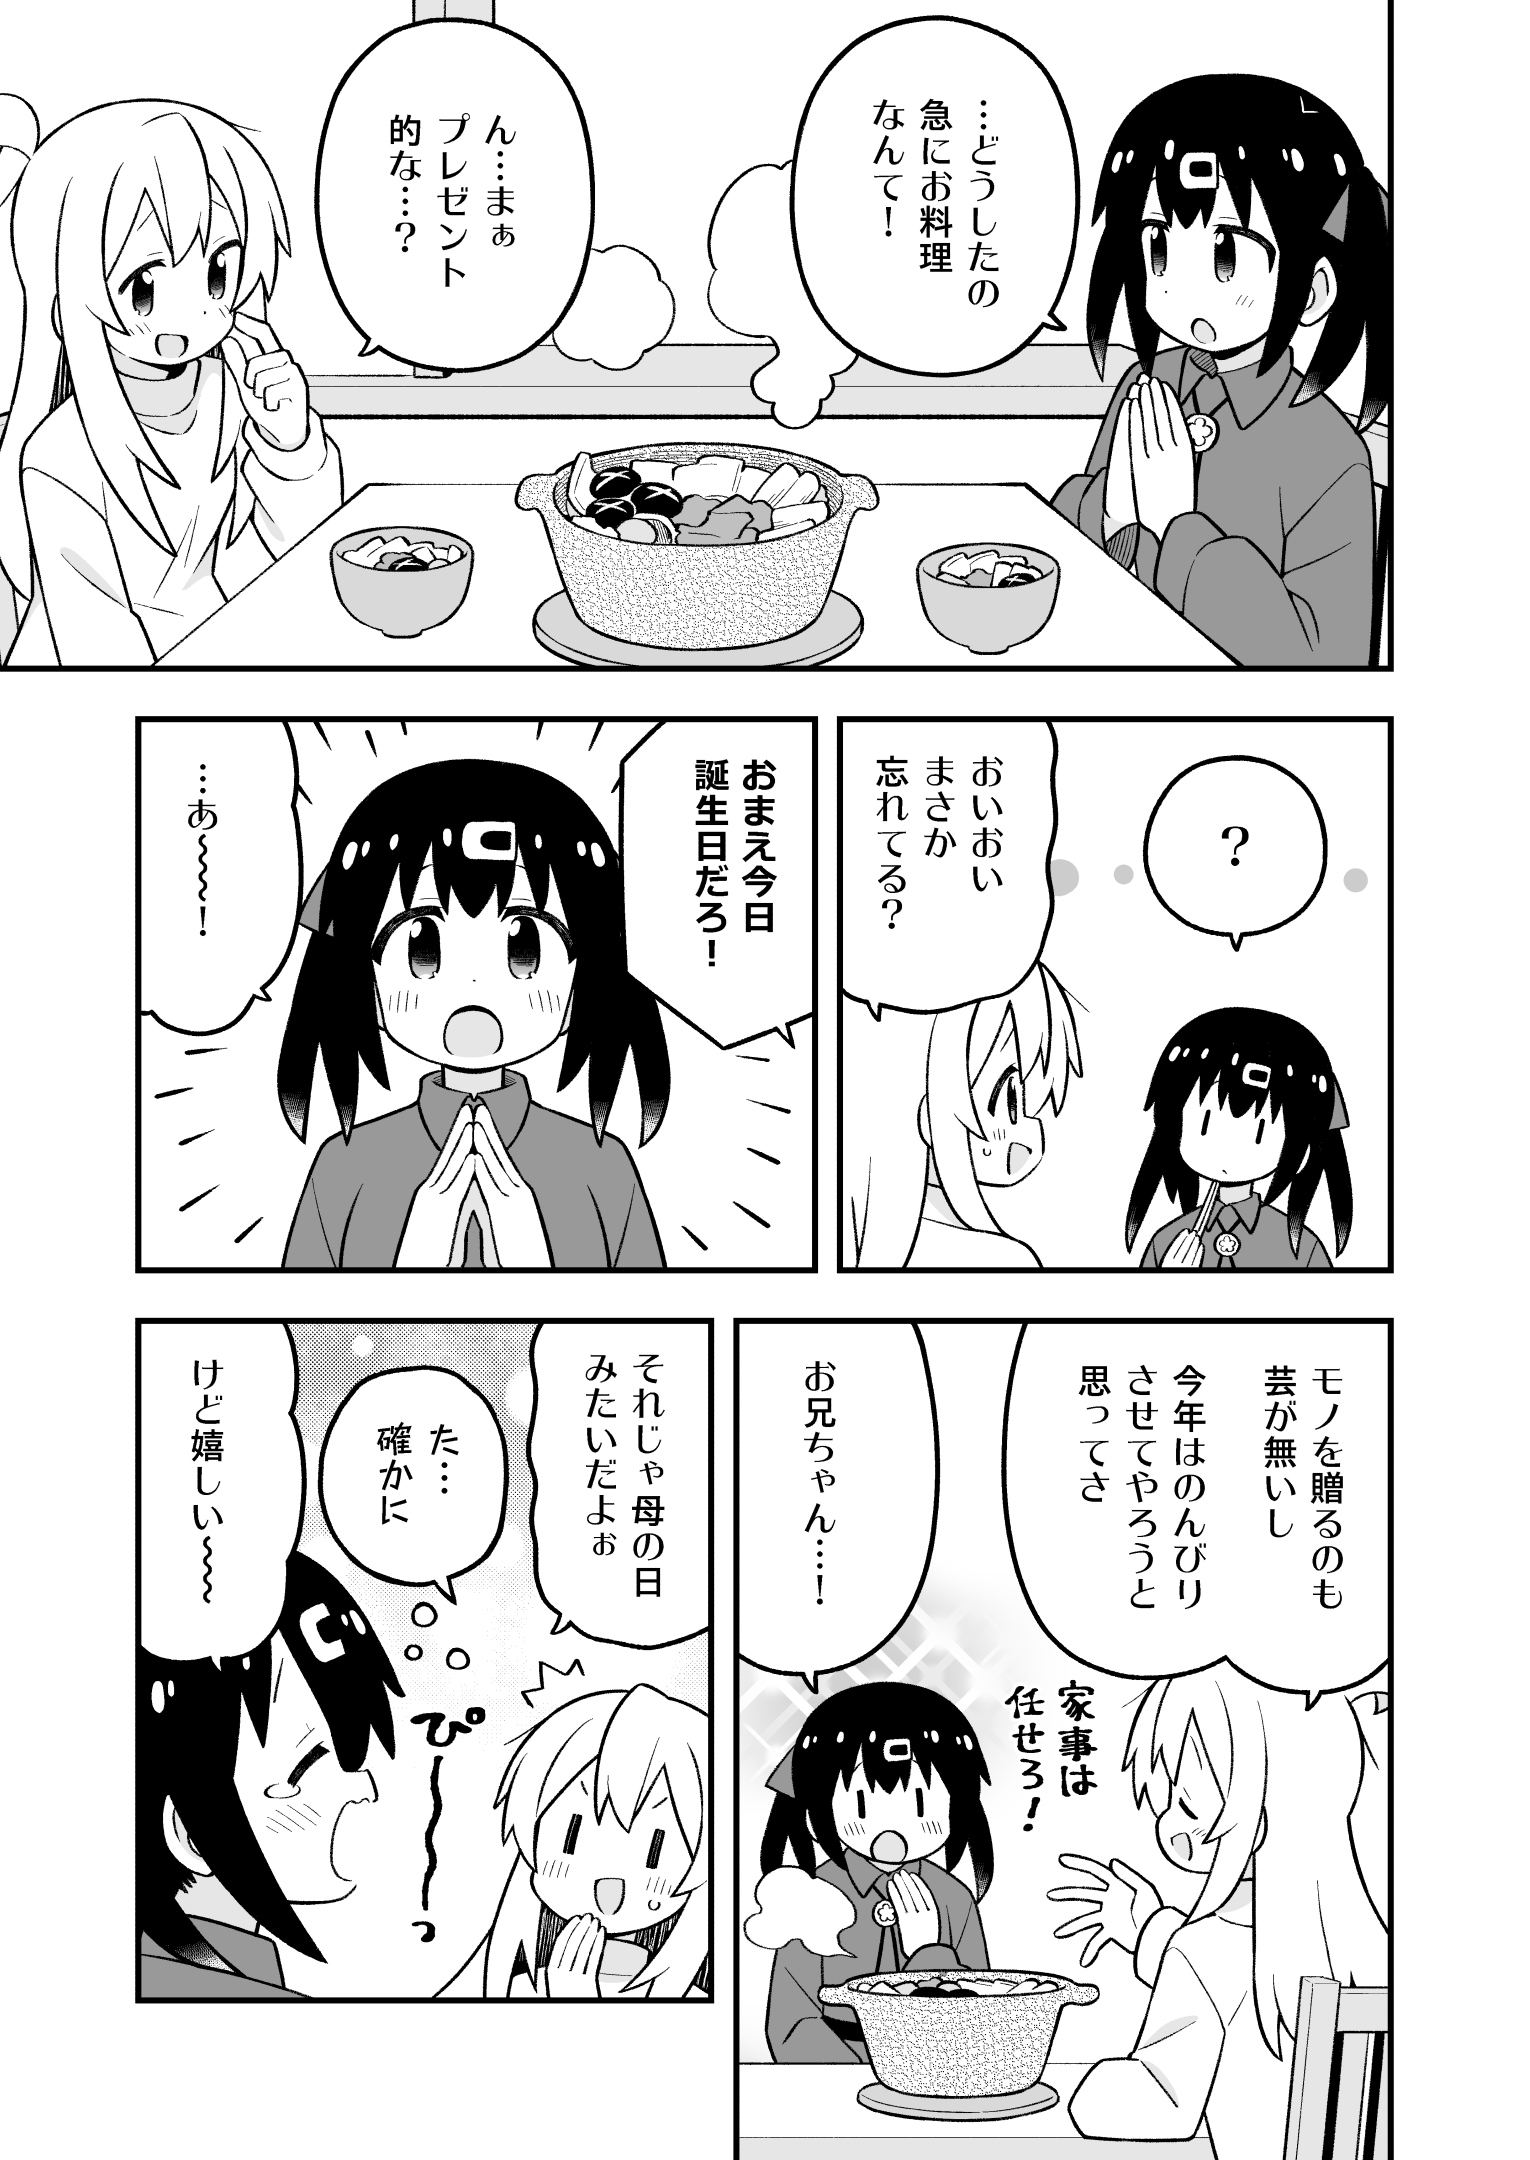 …どうしたの
急にお料理
なんて！
ん…まぁ
プレゼント
的な…？
？
おいおい
まさか
忘れてる？
おまえ今日
誕生日だろ！
…あ〜〜〜！
モノを贈るのも
芸が無いし
今年はのんびり
させてやろうと
思ってさ
家事は
任せろ！
お兄ちゃん…！
それじゃ母の日
みたいだよぉ
た…
確かに
けど嬉しい〜〜〜
ぴ〜〜〜っ